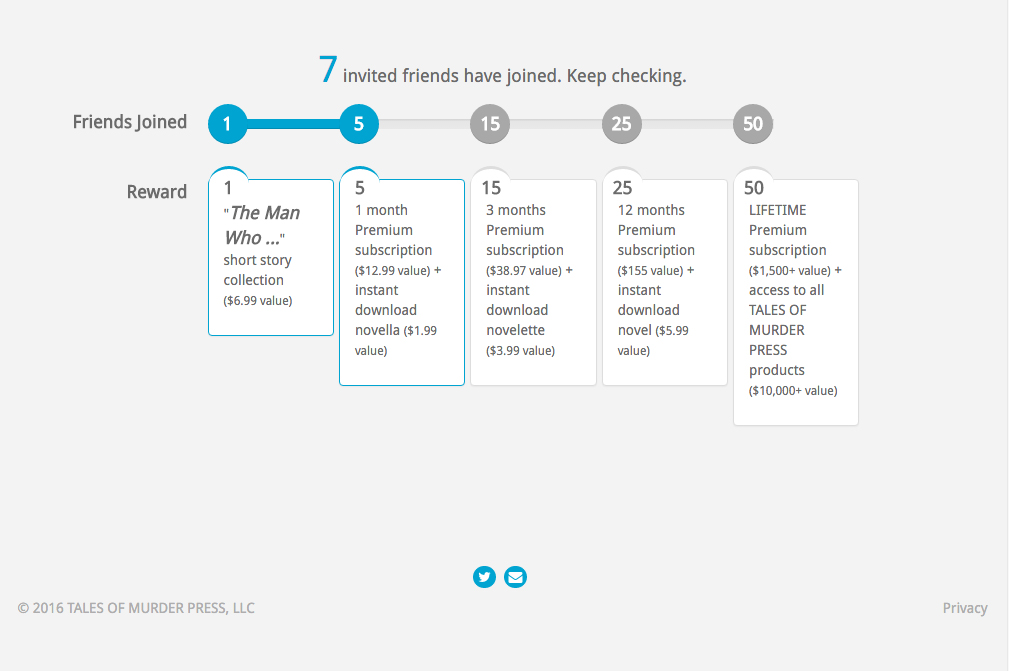 7 invited friends have joined. Keep checking.
Friends Joined
1
5
15
25
50
Reward
1
"The Man
Who ..."
short story
collection
($6.99 value)
5
1 month
Premium
subscription
($12.99 value) +
instant
download
novella ($1.99
value)
15
3 months
Premium
subscription
($38.97 value) +
instant
download
novelette
($3.99 value)
25
12 months
Premium
subscription
($155 value) +
instant
download
novel ($5.99
value)
50
LIFETIME
Premium
subscription
($1,500+ value) +
access to all
TALES OF
MURDER
PRESS
products
($10,000+ value)
© 2016 TALES OF MURDER PRESS, LLC
Privacy